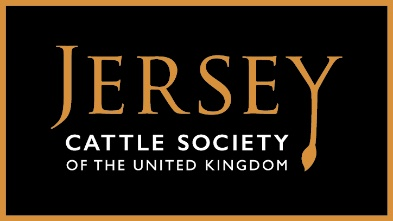 JERSEY
CATTLE SOCIETY
OF THE UNITED KINGDOM